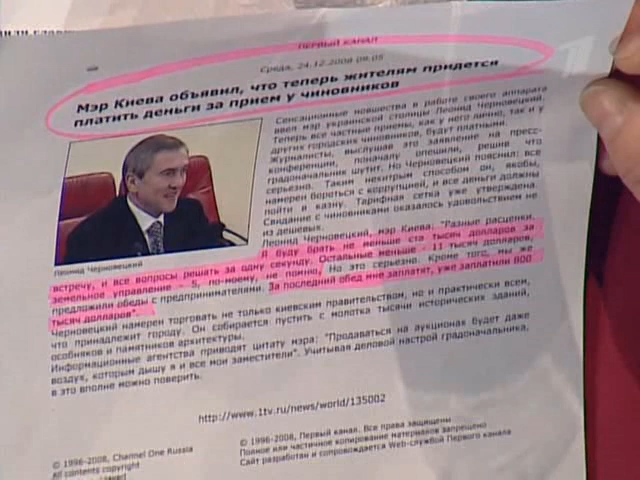 ПЕРВЫЙ КАНАЛ
Среда, 24.12.2008 09:05
Мэр Киева объявил, что теперь жителям придется
платить деньги за прием у чиновников
Сенсационные новшества в работе своего аппарата
ввел мэр украинской столицы Леонид Черновецкий.
Теперь все частные приемы, как у него лично, так и у
других городских чиновников, будут платными.
Журналисты, выслушав это заявление на пресс-
конференции, поначалу опешили, решив что
градоначальник шутит. Но Черновецкий пояснил: все
серьезно. Таким нехитрым способом он, якобы,
намерен бороться с коррупцией, и все деньги должны
пойти в казну. Тарифная сетка уже утверждена.
Свидание с чиновниками оказалось удовольствием не
из дешевых.
Леонид Черновецкий
Леонид Черновецкий, мэр Киева: "Разные расценки.
Я буду брать не меньше ста тысяч долларов за
встречу, и все вопросы решать за одну секунду. Остальные меньше - 11 тысяч долларов,
земельное управление - 5, по-моему, не помню. Но это серьезно. Кроме того, мы же
предложили обеды с предпринимателями. За последний обед мне заплатят, уже заплатили 800
тысяч долларов".
Черновецкий намерен торговать не только киевским правительством, но и практически всем,
что принадлежит городу. Он собирается пустить с молотка тысячи исторических зданий,
особняков и памятников архитектуры.
Информационные агентства приводят цитату мэра: "Продаваться на аукционах будет даже
воздух, которым дышу я и все мои заместители". Учитывая деловой настрой градоначальника,
в это вполне можно поверить.
http://www.1tv.ru/news/world/135002
© 1996-2008, Channel One Russia
All contents copyright
© 1996-2008, Первый канал. Все права защищены
Полное или частичное копирование материалов запрещено
Сайт разработан и сопровождается Web-службой Первого канала